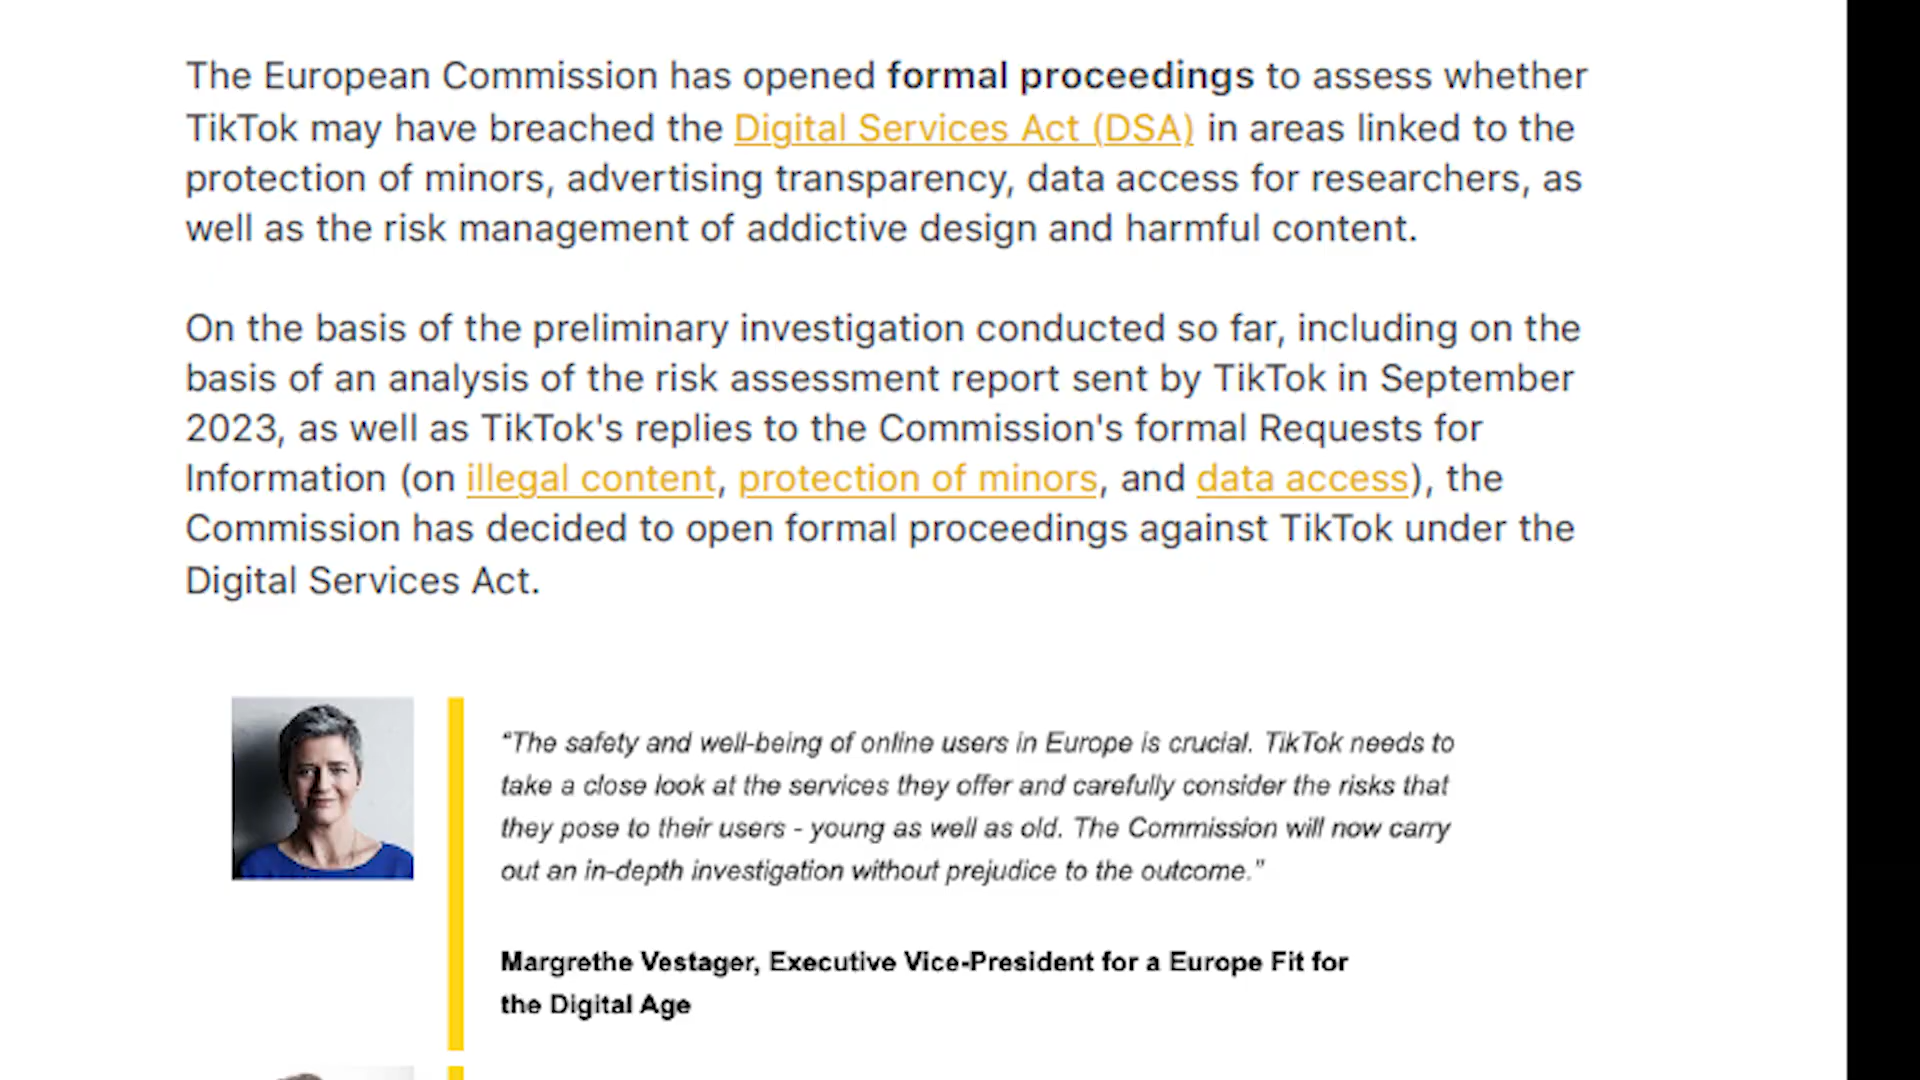 The European Commission has opened formal proceedings to assess whether
TikTok may have breached the Digital Services Act (DSA) in areas linked to the
protection of minors, advertising transparency, data access for researchers, as
well as the risk management of addictive design and harmful content.
On the basis of the preliminary investigation conducted so far, including on the
basis of an analysis of the risk assessment report sent by TikTok in September
2023, as well as TikTok's replies to the Commission's formal Requests for
Information (on illegal content, protection of minors, and data access), the
Commission has decided to open formal proceedings against TikTok under the
Digital Services Act.
“The safety and well-being of online users in Europe is crucial. TikTok needs to
take a close look at the services they offer and carefully consider the risks that
they pose to their users - young as well as old. The Commission will now carry
out an in-depth investigation without prejudice to the outcome.”
Margrethe Vestager, Executive Vice-President for a Europe Fit for
the Digital Age